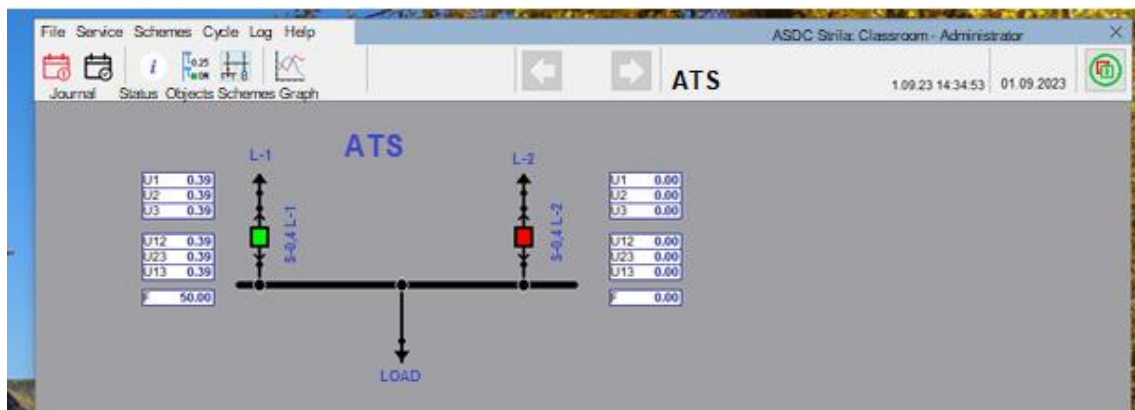 File Service Schemes Cycle Log Help
ASDC Strila: Classroom - Administrator
Journal Status Objects Schemes Graph
ATS
1.09.23 14:34:53
01.09.2023
ATS
L-1
L-2
U1 0.39
U2 0.39
U3 0.39
U12 0.39
U23 0.39
U13 0.39
F 50.00
S-0,4 L-1
S-0,4 L-2
U1 0.00
U2 0.00
U3 0.00
U12 0.00
U23 0.00
U13 0.00
F 0.00
LOAD